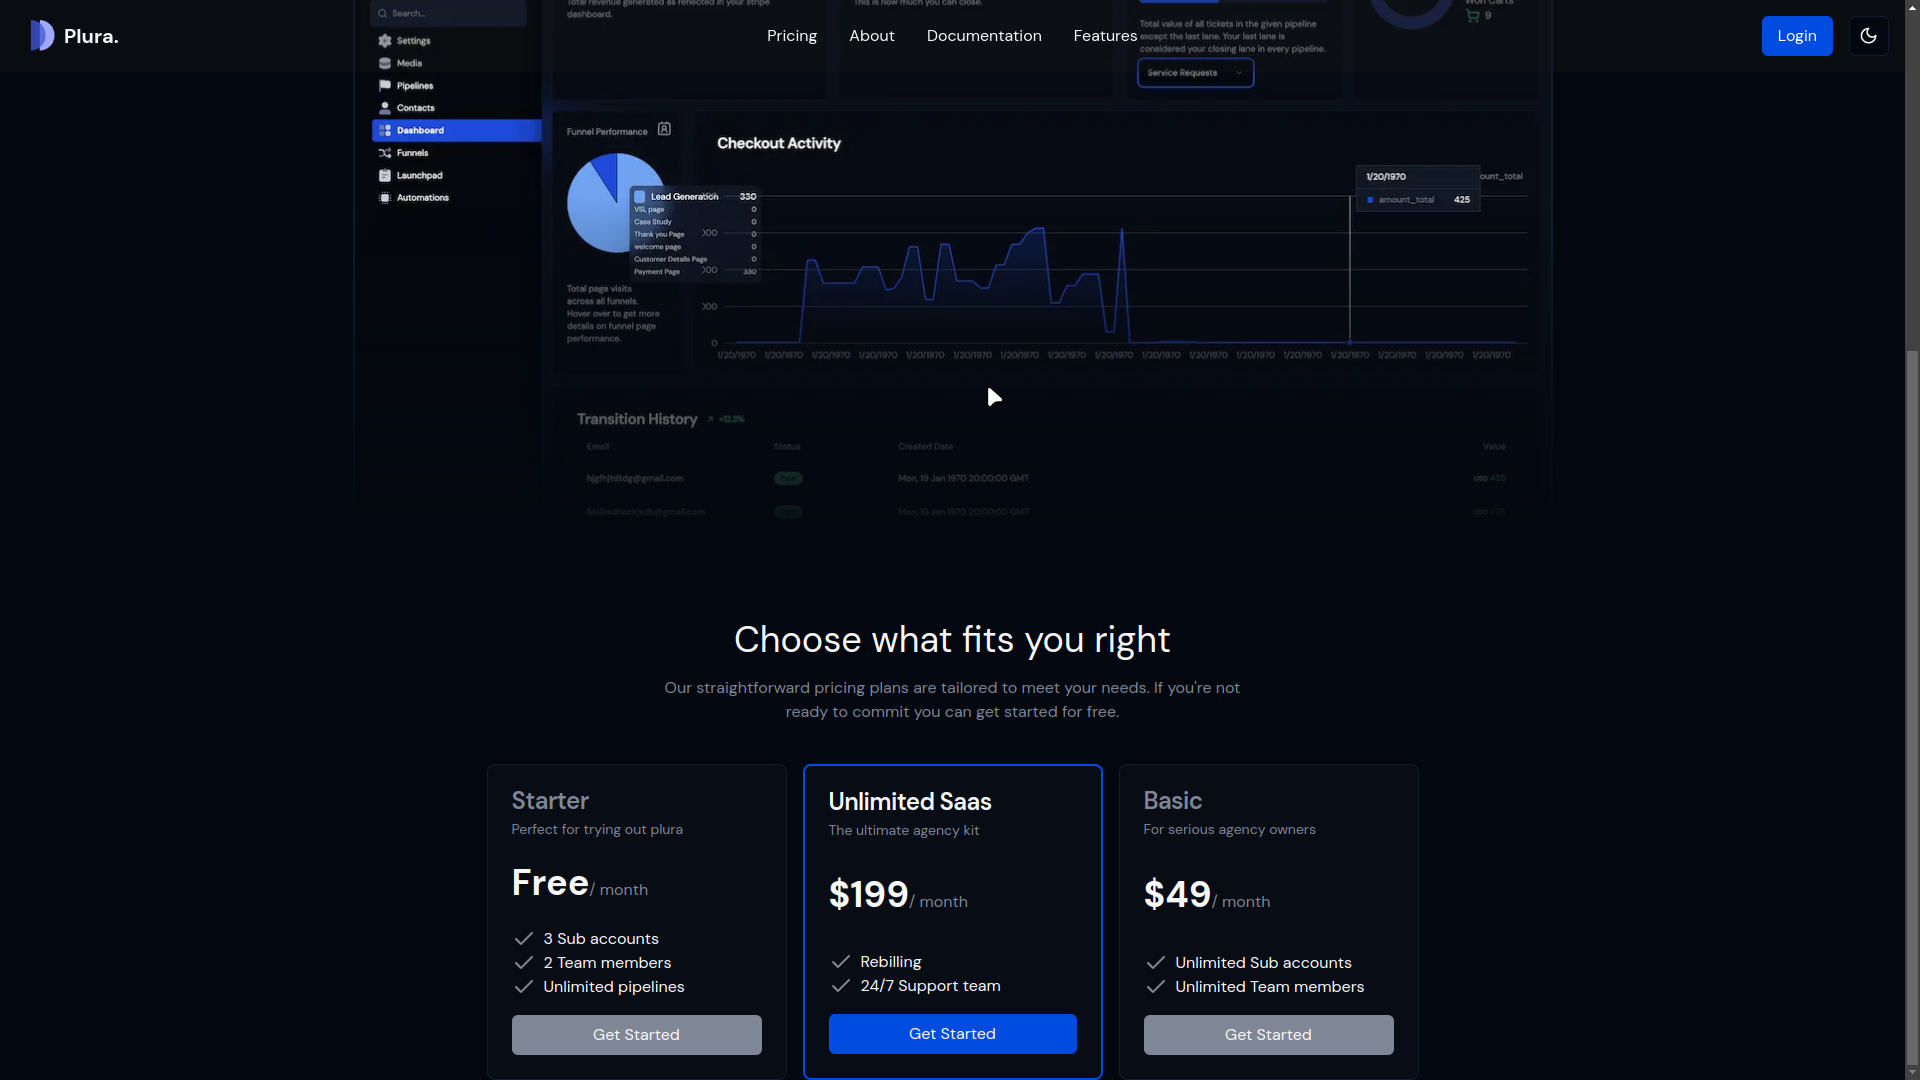 Plura.
Pricing
About
Documentation
Features
Login
Search...
Settings
Media
Pipelines
Contacts
Dashboard
Funnels
Launchpad
Automations
Total revenue generated as reflected in your stripe
dashboard.
This is how much you can close.
Total value of all tickets in the given pipeline
except the last lane. Your last lane is
considered your closing lane in every pipeline.
Service Requests
Won Carts
9
Funnel Performance
Lead Generation 330
VSL page 0
Case Study 0
Thank you Page 0
welcome page 0
Customer Details Page 0
Payment Page 330
Total page visits
across all funnels.
Hover over to get more
details on funnel page
performance.
Checkout Activity
1/20/1970
amount_total 425
ount_total
0
1/20/1970 1/20/1970 1/20/1970 1/20/1970 1/20/1970 1/20/1970 1/20/1970 1/20/1970 1/20/1970 1/20/1970 1/20/1970 1/20/1970 1/20/1970 1/20/1970 1/20/1970 1/20/1970 1/20/1970
Transition History +12.3%
Email Status Created Date Value
hjgfhjtdtdg@gmail.com Paid Mon, 19 Jan 1970 20:00:00 GMT USD 425
Mon, 19 Jan 1970 20:00:00 GMT USD 425
Choose what fits you right
Our straightforward pricing plans are tailored to meet your needs. If you're not
ready to commit you can get started for free.
Starter
Perfect for trying out plura
Free/ month
3 Sub accounts
2 Team members
Unlimited pipelines
Get Started
Unlimited Saas
The ultimate agency kit
$199/ month
Rebilling
24/7 Support team
Get Started
Basic
For serious agency owners
$49/ month
Unlimited Sub accounts
Unlimited Team members
Get Started